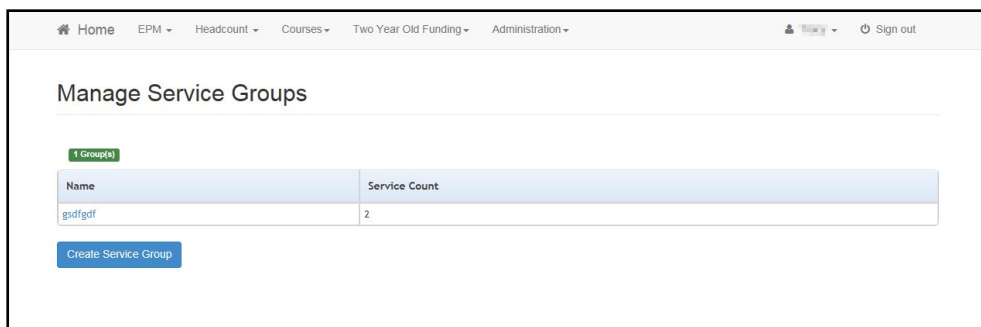 Home EPM Headcount Courses Two Year Old Funding Administration Sign out
Manage Service Groups
1 Group(s)
Name Service Count
gsdfgdf 2
Create Service Group